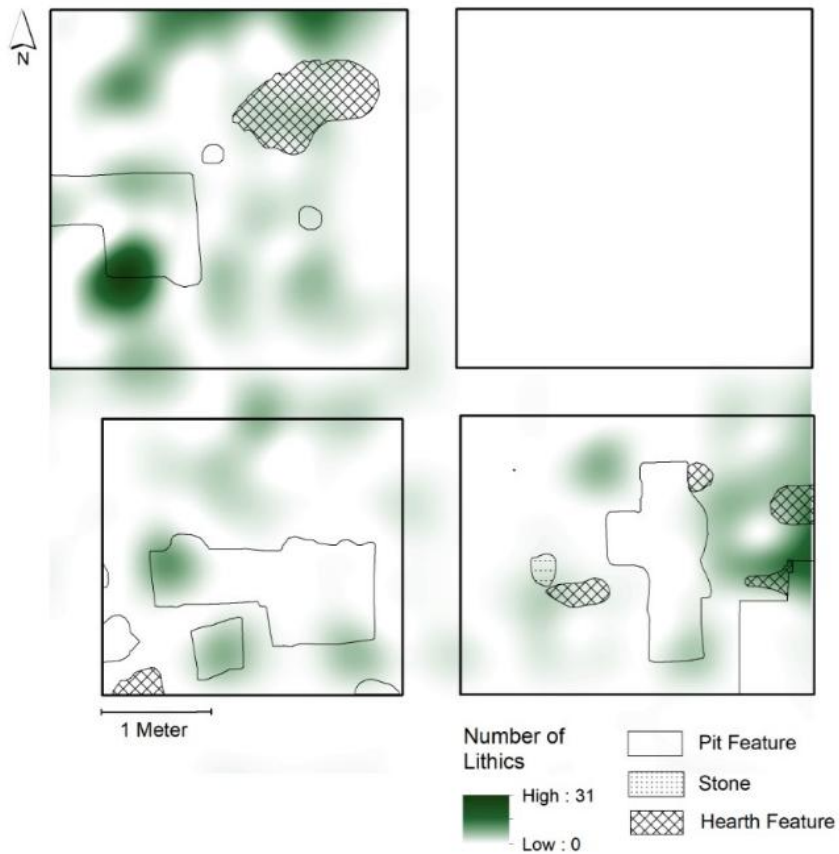 N
1 Meter
Number of
Lithics
High : 31
Low : 0
Pit Feature
Stone
Hearth Feature